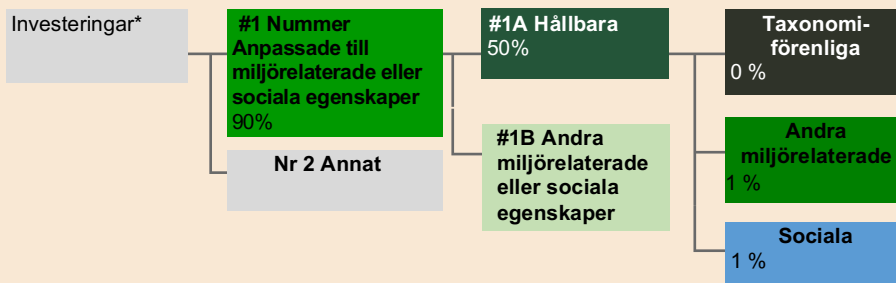 Investeringar*
#1 Nummer
Anpassade till
miljörelaterade eller
sociala egenskaper
90%
Nr 2 Annat
#1A Hållbara
50%
#1B Andra
miljörelaterade
eller sociala
egenskaper
Taxonomi-
förenliga
0 %
Andra
miljörelaterade
1 %
Sociala
1 %